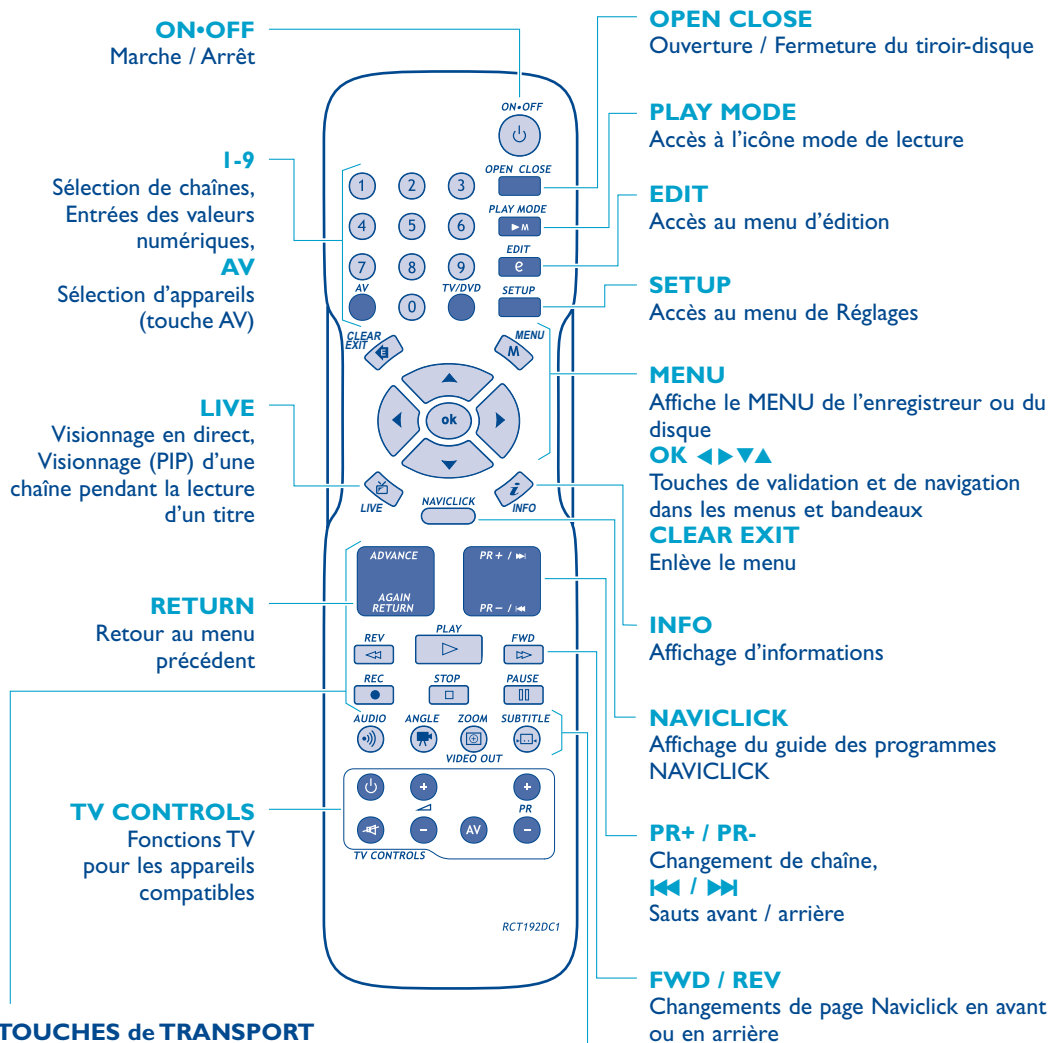 ON•OFF
Marche / Arrêt
1-9
Sélection de chaînes,
Entrées des valeurs
numériques,
AV
Sélection d'appareils
(touche AV)
LIVE
Visionnage en direct,
Visionnage (PIP) d'une
chaîne pendant la lecture
d'un titre
RETURN
Retour au menu
précédent
TV CONTROLS
Fonctions TV
pour les appareils
compatibles
TOUCHES de TRANSPORT
ON•OFF
OPEN CLOSE
1 2 3
PLAY MODE
4 5 6 ►M
EDIT
7 8 9 e
AV TV/DVD SETUP
0
CLEAR
EXIT
E
MENU
M
ok
LIVE
NAVICLICK
i
INFO
ADVANCE
PR + / ⏭
AGAIN
RETURN
PR – / ⏮
REV PLAY FWD
REC STOP PAUSE
AUDIO ANGLE ZOOM SUBTITLE
VIDEO OUT
+ +
PR
– AV –
TV CONTROLS
RCT192DC1
OPEN CLOSE
Ouverture / Fermeture du tiroir-disque
PLAY MODE
Accès à l'icône mode de lecture
EDIT
Accès au menu d'édition
SETUP
Accès au menu de Réglages
MENU
Affiche le MENU de l'enregistreur ou du
disque
OK ◀▶▼▲
Touches de validation et de navigation
dans les menus et bandeaux
CLEAR EXIT
Enlève le menu
INFO
Affichage d'informations
NAVICLICK
Affichage du guide des programmes
NAVICLICK
PR+ / PR-
Changement de chaîne,
⏮ / ⏭
Sauts avant / arrière
FWD / REV
Changements de page Naviclick en avant
ou en arrière